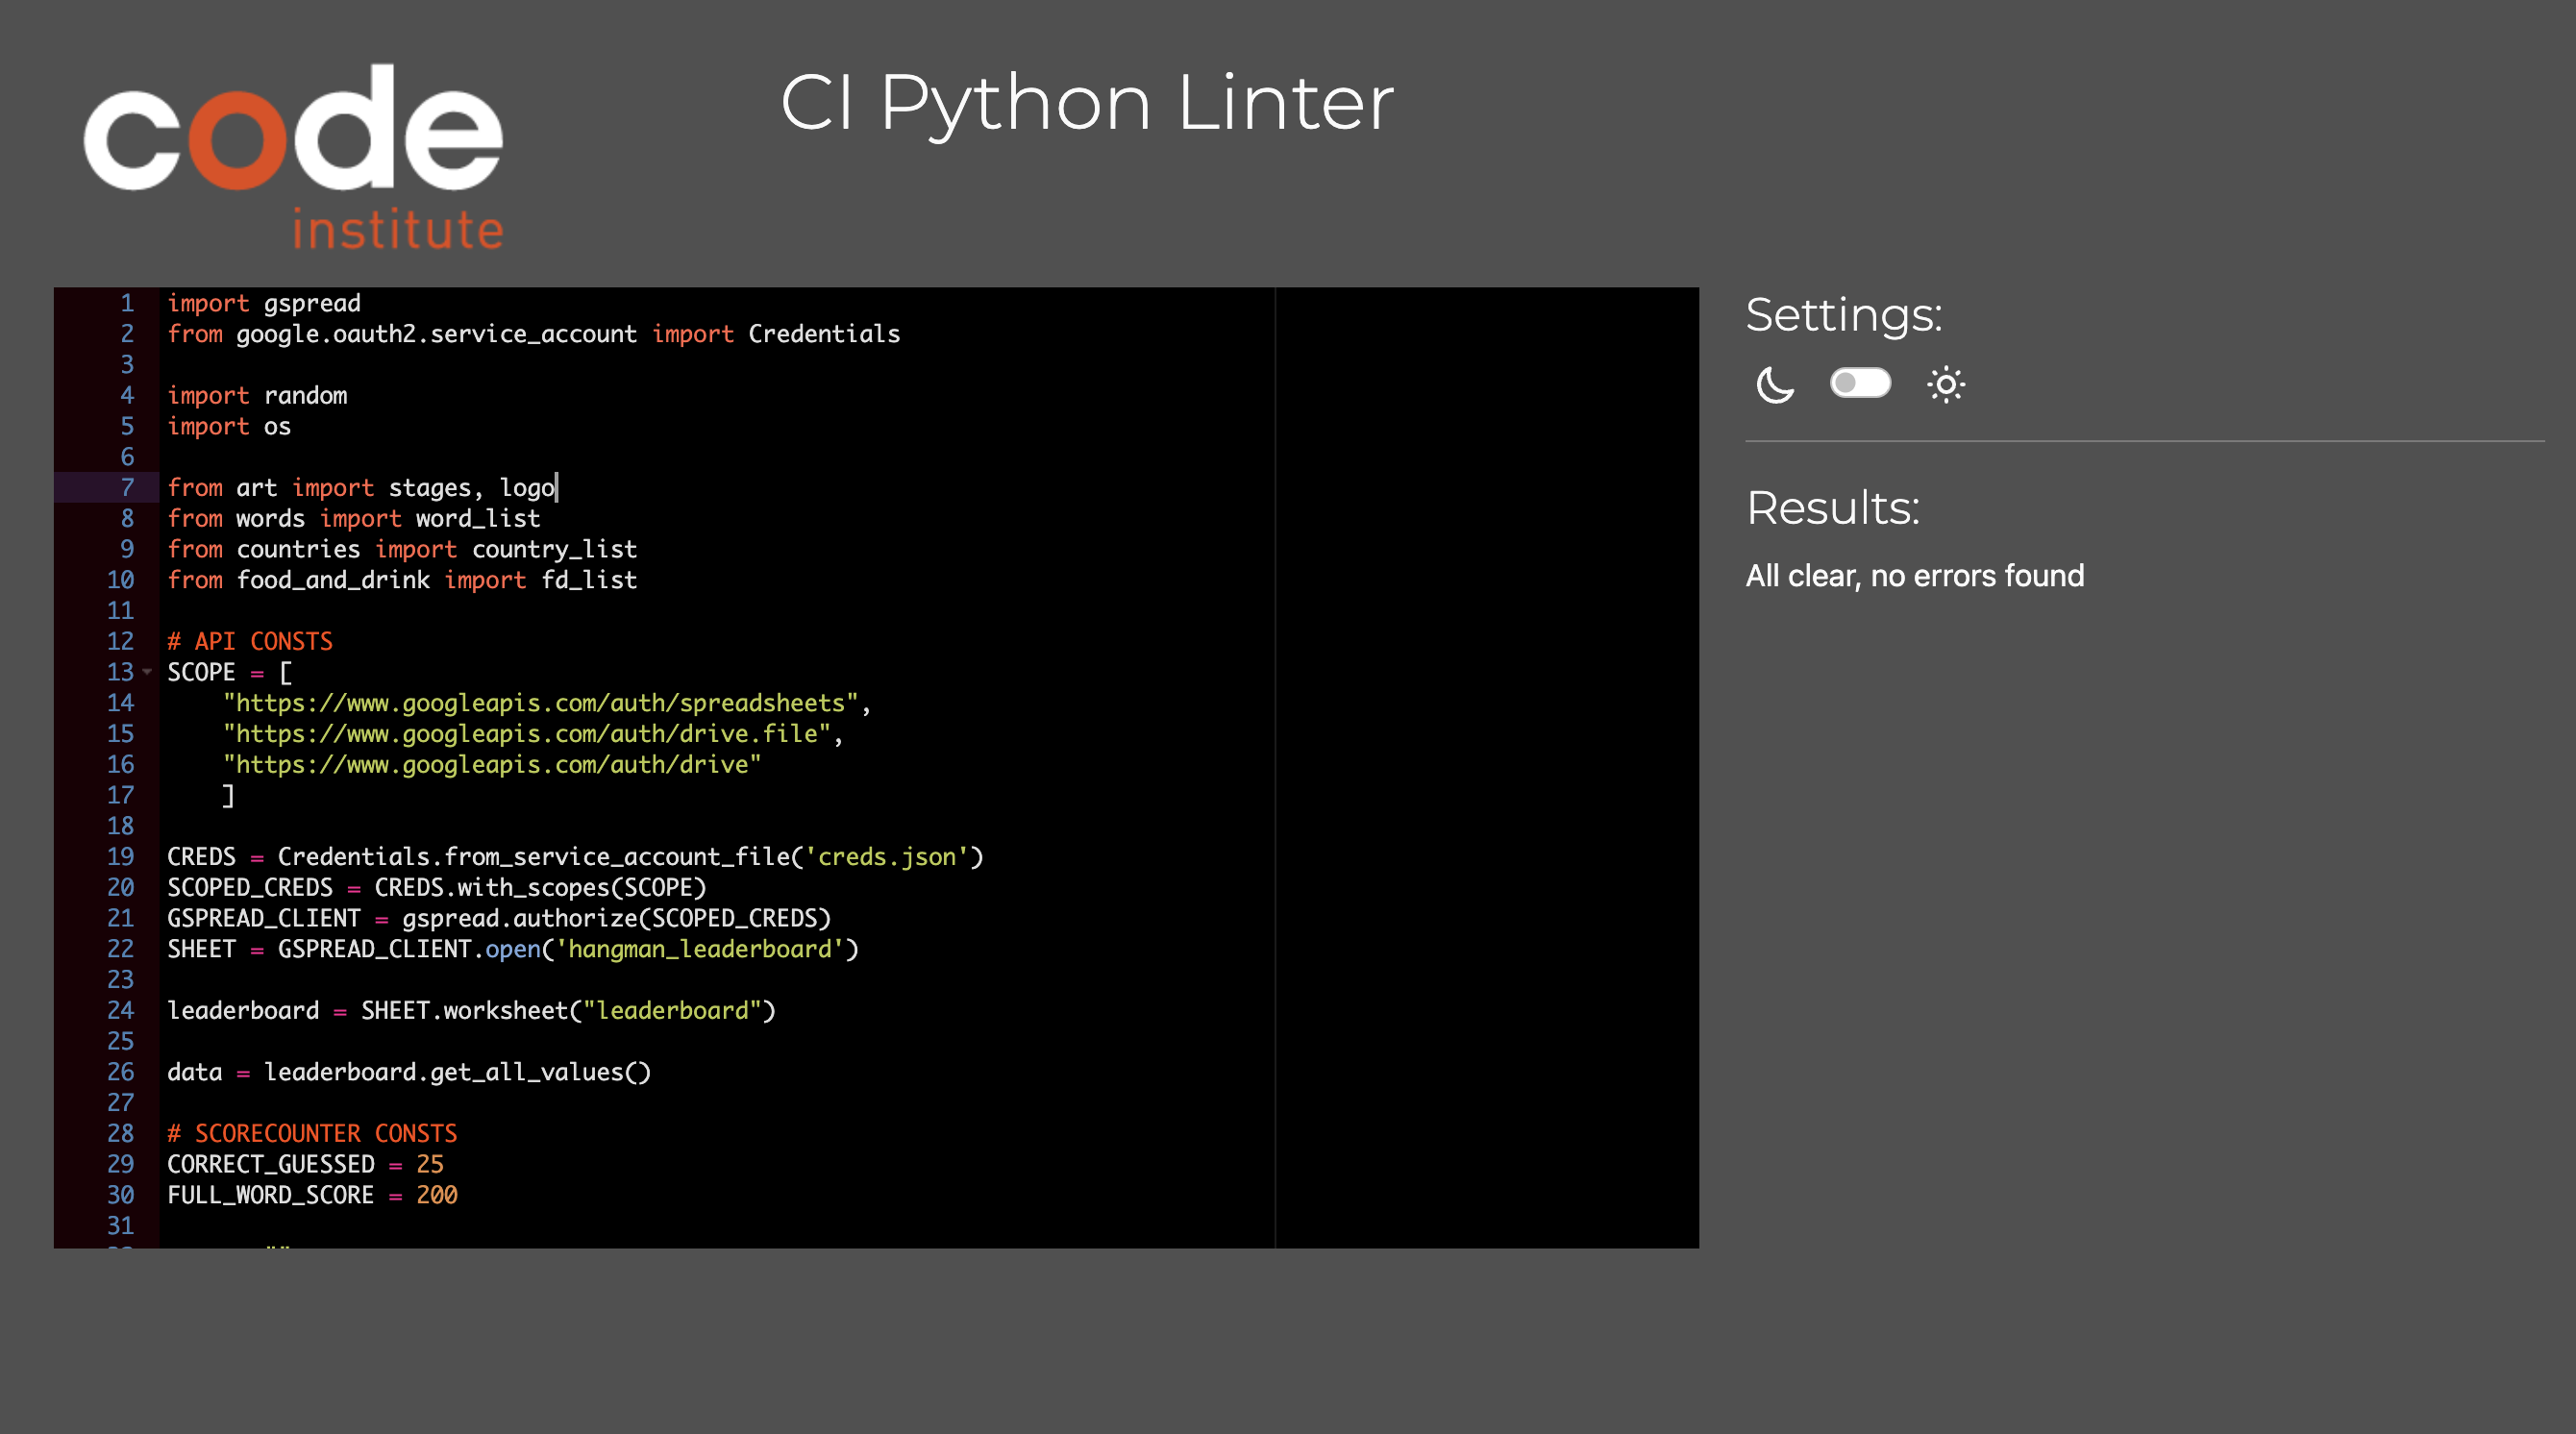 code
institute
CI Python Linter
1 import gspread
2 from google.oauth2.service_account import Credentials
3
4 import random
5 import os
6
7 from art import stages, logo
8 from words import word_list
9 from countries import country_list
10 from food_and_drink import fd_list
11
12 # API CONSTS
13 SCOPE = [
14     "https://www.googleapis.com/auth/spreadsheets",
15     "https://www.googleapis.com/auth/drive.file",
16     "https://www.googleapis.com/auth/drive"
17     ]
18
19 CREDS = Credentials.from_service_account_file('creds.json')
20 SCOPED_CREDS = CREDS.with_scopes(SCOPE)
21 GSPREAD_CLIENT = gspread.authorize(SCOPED_CREDS)
22 SHEET = GSPREAD_CLIENT.open('hangman_leaderboard')
23
24 leaderboard = SHEET.worksheet("leaderboard")
25
26 data = leaderboard.get_all_values()
27
28 # SCORECOUNTER CONSTS
29 CORRECT_GUESSED = 25
30 FULL_WORD_SCORE = 200
31
Settings:
Results:
All clear, no errors found